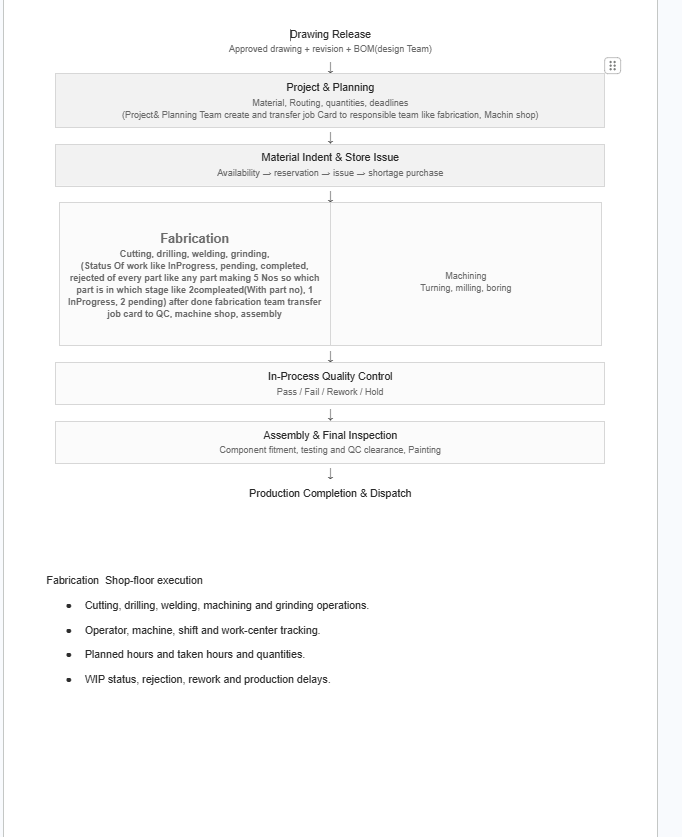 Drawing Release
Approved drawing + revision + BOM(design Team)
↓
Project & Planning
Material, Routing, quantities, deadlines
(Project& Planning Team create and transfer job Card to responsible team like fabrication, Machin shop)
↓
Material Indent & Store Issue
Availability → reservation → issue → shortage purchase
↓
Fabrication
Cutting, drilling, welding, grinding,
(Status Of work like InProgress, pending, completed,
rejected of every part like any part making 5 Nos so which
part is in which stage like 2compleated(With part no), 1
InProgress, 2 pending) after done fabrication team transfer
job card to QC, machine shop, assembly
Machining
Turning, milling, boring
↓
In-Process Quality Control
Pass / Fail / Rework / Hold
↓
Assembly & Final Inspection
Component fitment, testing and QC clearance, Painting
↓
Production Completion & Dispatch
Fabrication  Shop-floor execution
• Cutting, drilling, welding, machining and grinding operations.
• Operator, machine, shift and work-center tracking.
• Planned hours and taken hours and quantities.
• WIP status, rejection, rework and production delays.